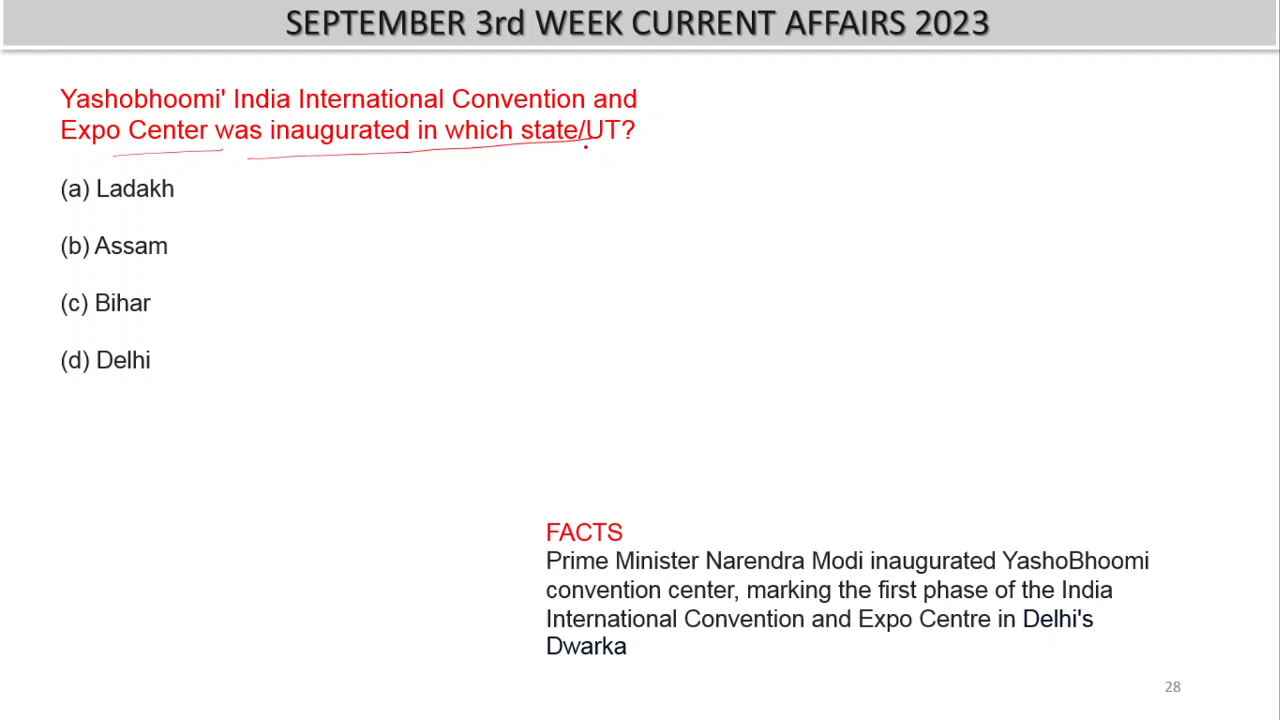 SEPTEMBER 3rd WEEK CURRENT AFFAIRS 2023
Yashobhoomi' India International Convention and
Expo Center was inaugurated in which state/UT?
(a) Ladakh
(b) Assam
(c) Bihar
(d) Delhi
FACTS
Prime Minister Narendra Modi inaugurated YashoBhoomi
convention center, marking the first phase of the India
International Convention and Expo Centre in Delhi's
Dwarka
28